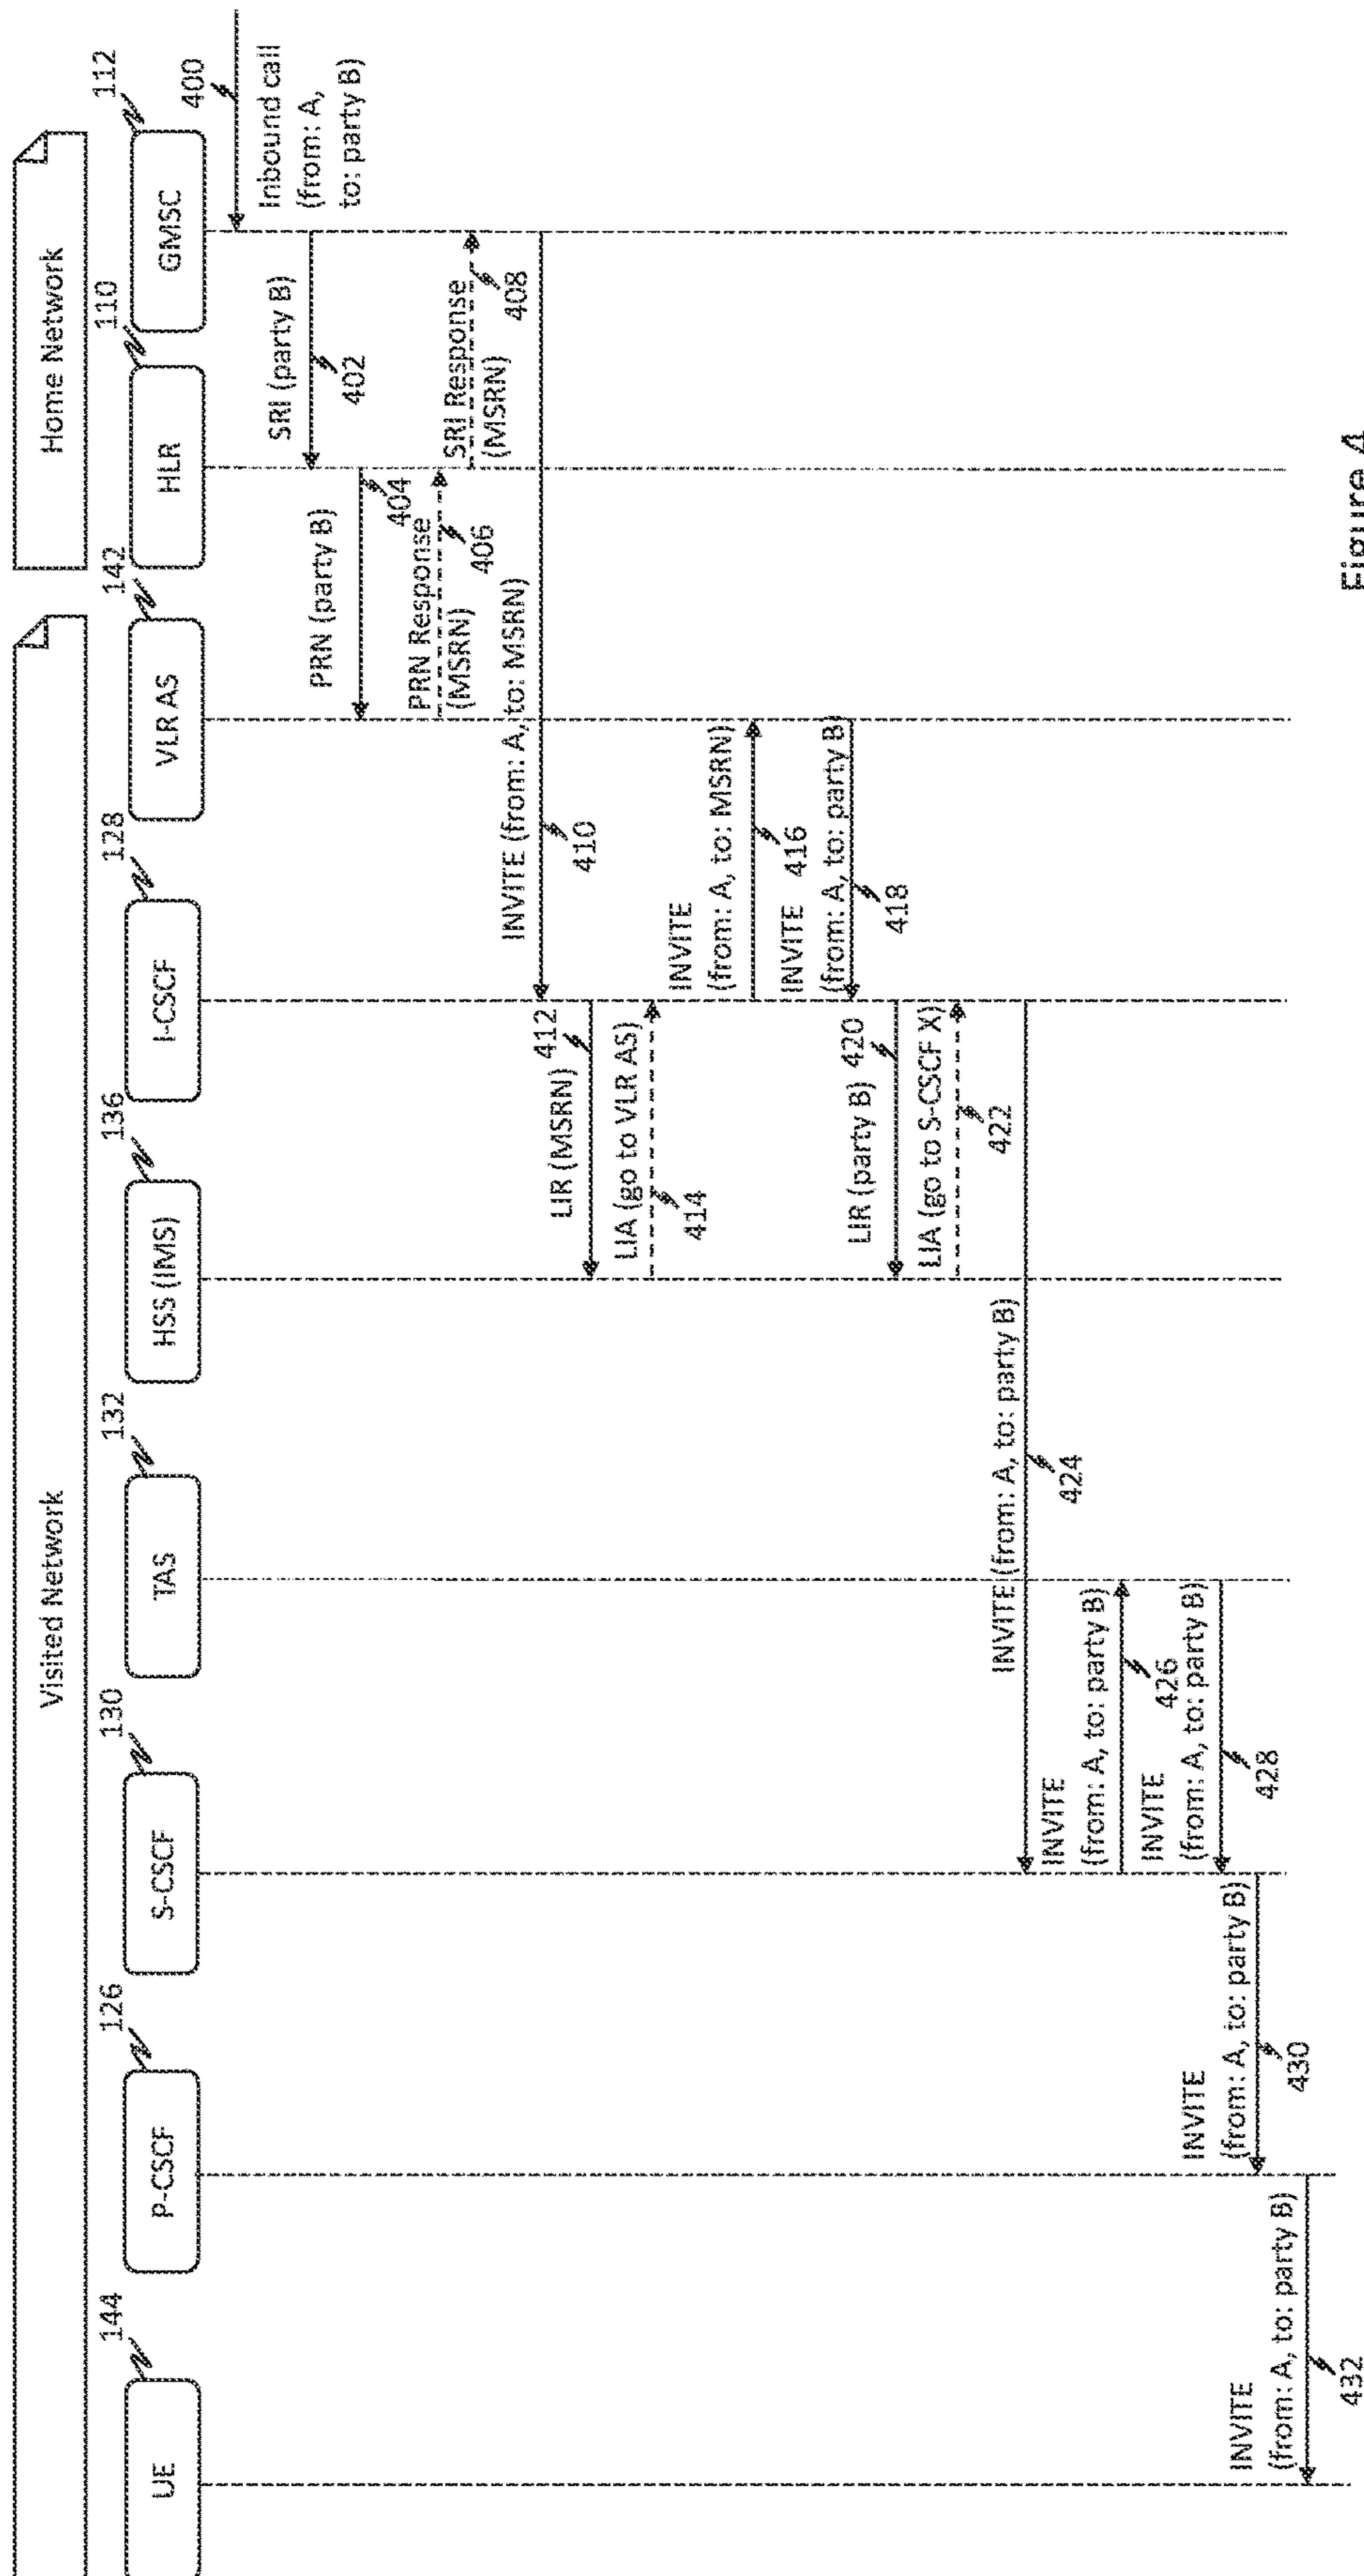 Visited Network
Home Network
144
126
130
132
136
128
142
110
112
UE
P-CSCF
S-CSCF
TAS
HSS (IMS)
I-CSCF
VLR AS
HLR
GMSC
400
Inbound call
(from: A,
to: party B)
SRI (party B)
402
PRN (party B)
404
PRN Response
(MSRN)
406
SRI Response
(MSRN)
408
INVITE (from: A, to: MSRN)
410
LIR (MSRN)
412
LIA (go to VLR AS)
414
INVITE
(from: A, to: MSRN)
416
INVITE
(from: A, to: party B)
418
LIR (party B)
420
LIA (go to S-CSCF X)
422
INVITE (from: A, to: party B)
424
INVITE
(from: A, to: party B)
426
INVITE
(from: A, to: party B)
428
INVITE
(from: A, to: party B)
430
INVITE
(from: A, to: party B)
432
Figure 4